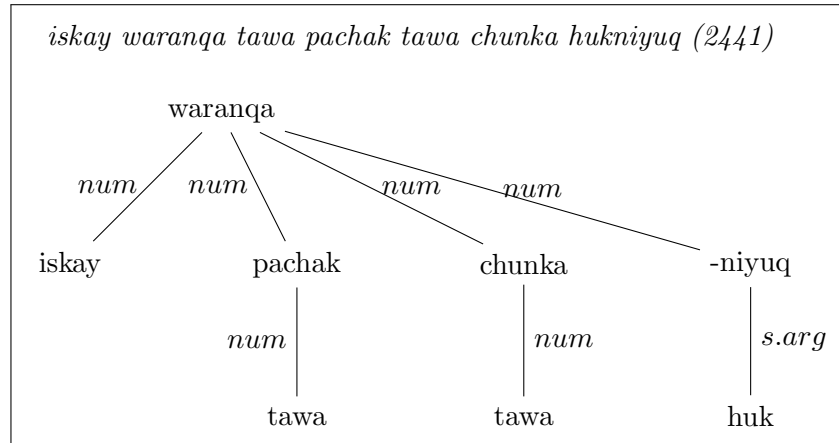 iskay waranqa tawa pachak tawa chunka hukniyuq (2441)
waranqa
num num num num
iskay pachak chunka -niyuq
num num s.arg
tawa tawa huk